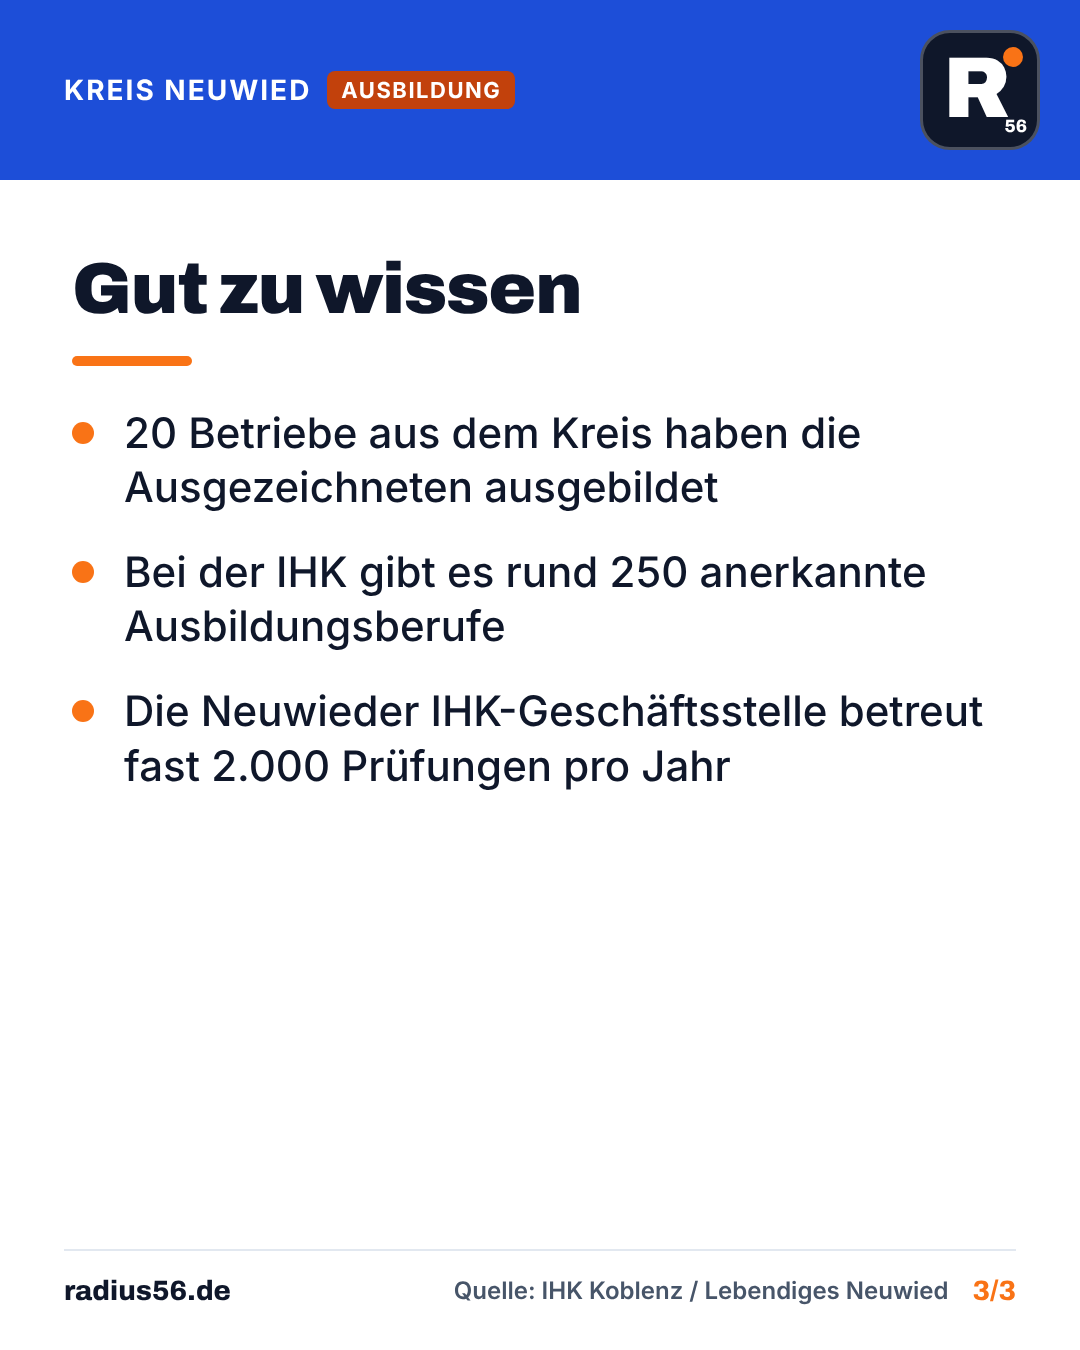 KREIS NEUWIED AUSBILDUNG
R
56
Gut zu wissen
20 Betriebe aus dem Kreis haben die
Ausgezeichneten ausgebildet
Bei der IHK gibt es rund 250 anerkannte
Ausbildungsberufe
Die Neuwieder IHK-Geschäftsstelle betreut
fast 2.000 Prüfungen pro Jahr
radius56.de Quelle: IHK Koblenz / Lebendiges Neuwied 3/3